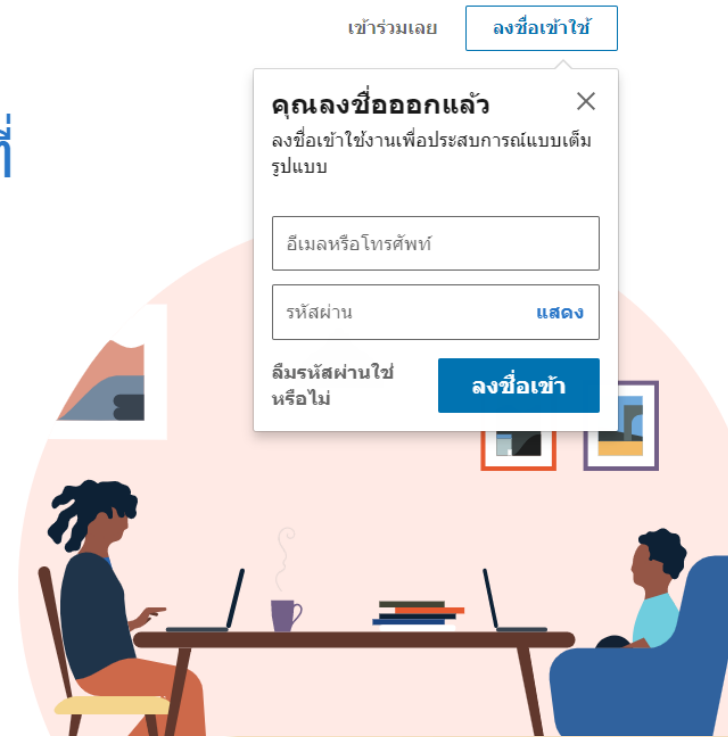 เข้าร่วมเลย
ลงชื่อเข้าใช้
คุณลงชื่อออกแล้ว
ลงชื่อเข้าใช้งานเพื่อประสบการณ์แบบเต็ม
รูปแบบ
ที่
อีเมลหรือโทรศัพท์
รหัสผ่าน
แสดง
ลืมรหัสผ่านใช่
หรือไม่
ลงชื่อเข้า